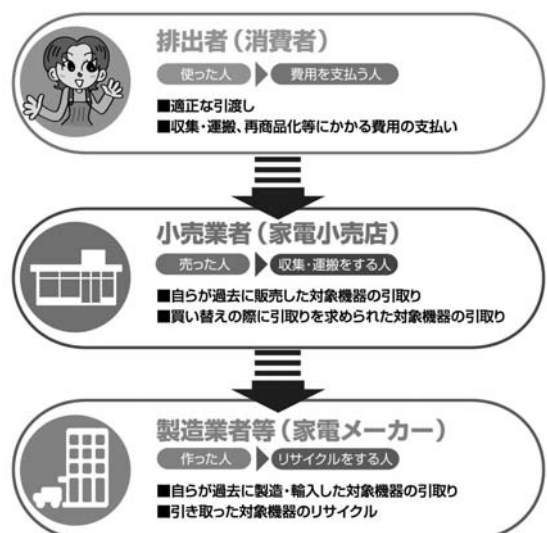 排出者（消費者）
使った人 費用を支払う人
■適正な引渡し
■収集・運搬、再商品化等にかかる費用の支払い
小売業者（家電小売店）
売った人 収集・運搬をする人
■自らが過去に販売した対象機器の引取り
■買い替えの際に引取りを求められた対象機器の引取り
製造業者等（家電メーカー）
作った人 リサイクルをする人
■自らが過去に製造・輸入した対象機器の引取り
■引き取った対象機器のリサイクル